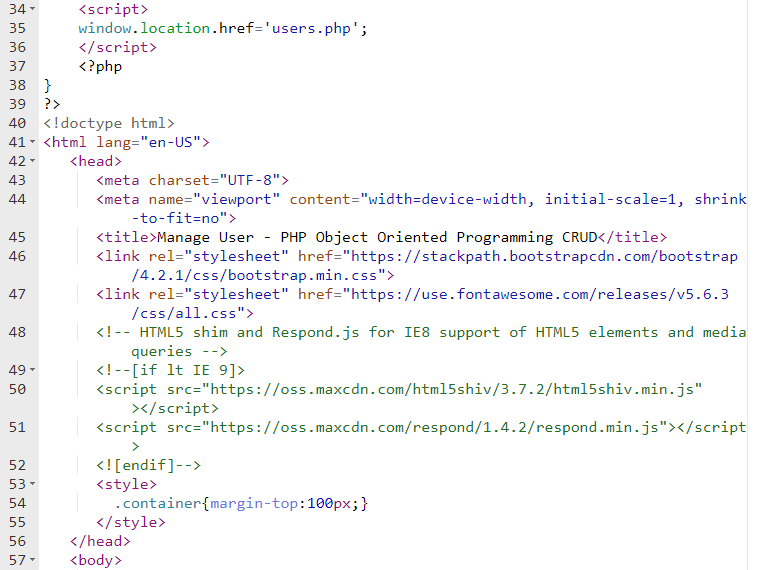 34 <script>
35 window.location.href='users.php';
36 </script>
37 <?php
38 }
39 ?>
40 <!doctype html>
41 <html lang="en-US">
42 <head>
43 <meta charset="UTF-8">
44 <meta name="viewport" content="width=device-width, initial-scale=1, shrink
-to-fit=no">
45 <title>Manage User - PHP Object Oriented Programming CRUD</title>
46 <link rel="stylesheet" href="https://stackpath.bootstrapcdn.com/bootstrap
/4.2.1/css/bootstrap.min.css">
47 <link rel="stylesheet" href="https://use.fontawesome.com/releases/v5.6.3
/css/all.css">
48 <!-- HTML5 shim and Respond.js for IE8 support of HTML5 elements and media
queries -->
49 <!--[if lt IE 9]>
50 <script src="https://oss.maxcdn.com/html5shiv/3.7.2/html5shiv.min.js"
></script>
51 <script src="https://oss.maxcdn.com/respond/1.4.2/respond.min.js"></script
>
52 <![endif]-->
53 <style>
54 .container{margin-top:100px;}
55 </style>
56 </head>
57 <body>